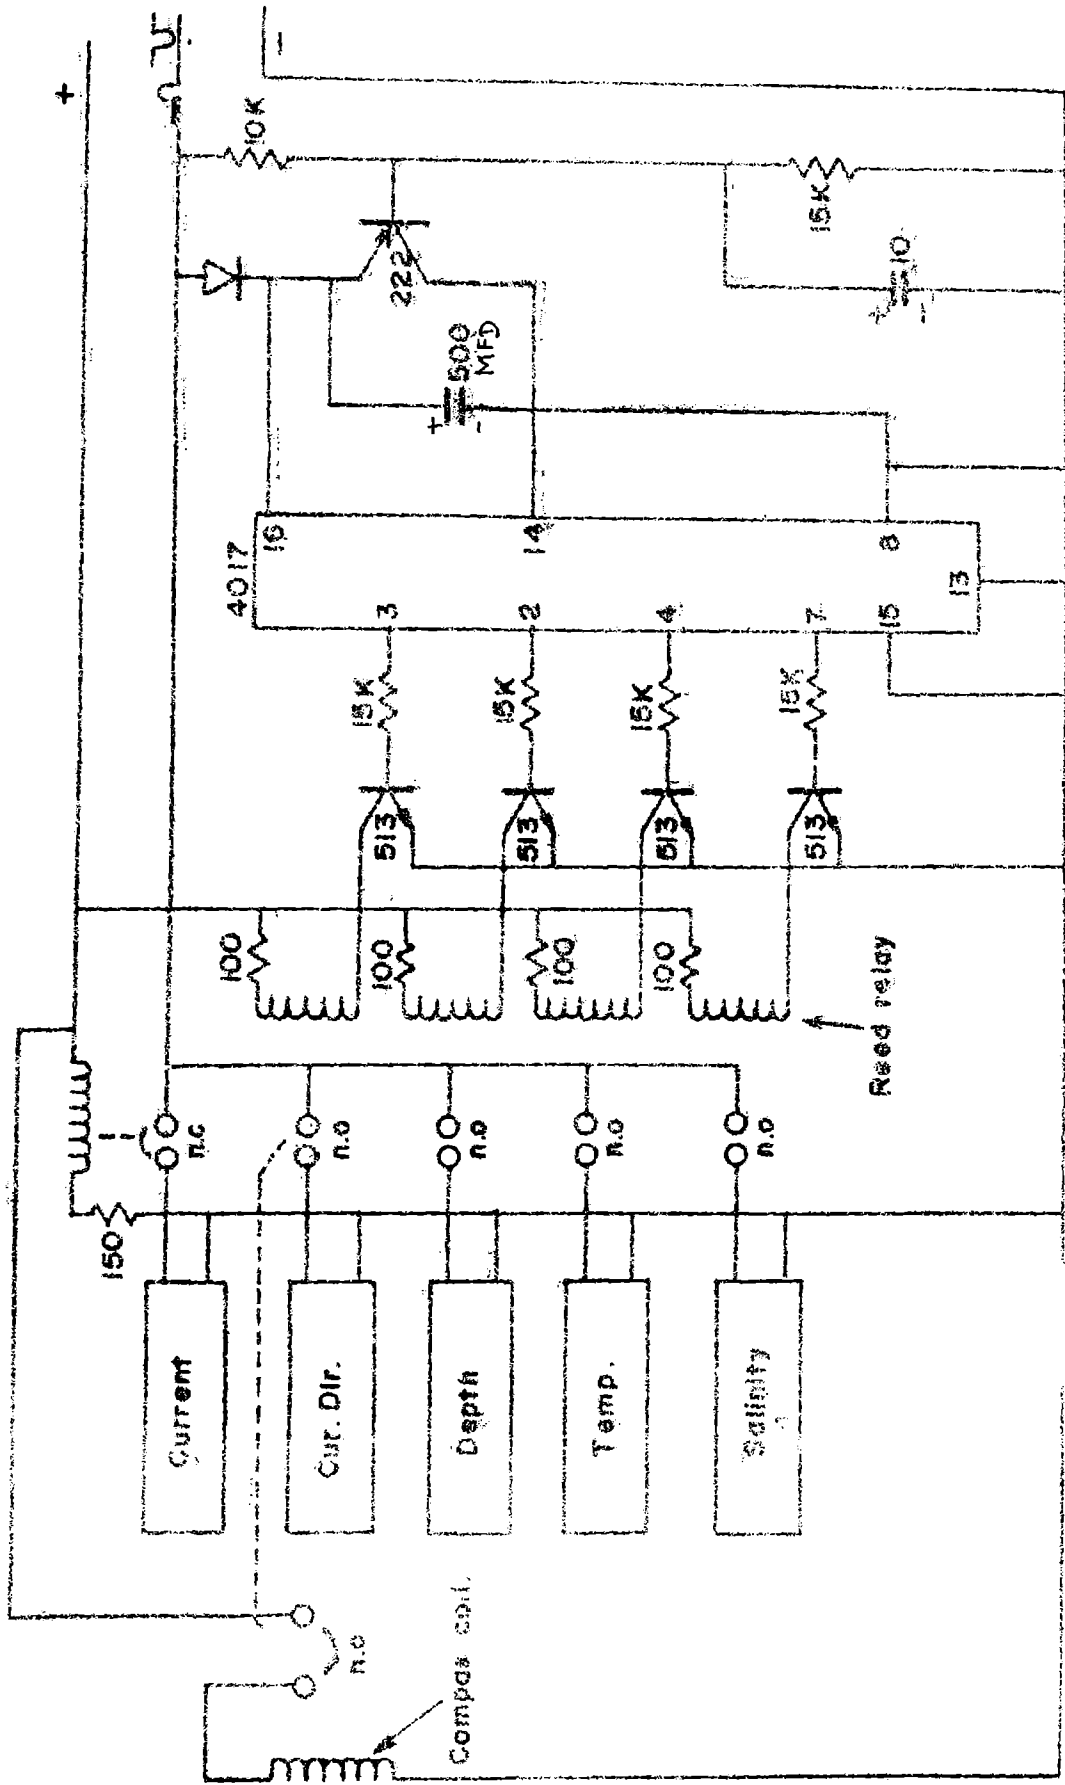 +
−
10K
15K
222
+ 10 −
+ 500 MFD −
4017
16
14
8
13
3
2
4
7
15
15K
15K
15K
15K
513
513
513
513
100
100
100
100
Reed relay
n.c
n.o
n.o
n.o
n.o
150
Current
Cur. Dir.
Depth
Temp.
Salinity
n.o
Compas coil.